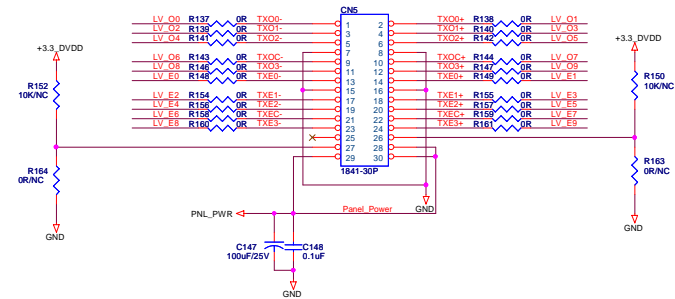 CN5
LV_O0 R137 0R TXO0- 1 2 TXO0+ R138 0R LV_O1
LV_O2 R139 0R TXO1- 3 4 TXO1+ R140 0R LV_O3
LV_O4 R141 0R TXO2- 5 6 TXO2+ R142 0R LV_O5
+3.3_DVDD 7 8 +3.3_DVDD
LV_O6 R143 0R TXOC- 9 10 TXOC+ R144 0R LV_O7
LV_O8 R146 0R TXO3- 11 12 TXO3+ R147 0R LV_O9
LV_E0 R148 0R TXE0- 13 14 TXE0+ R149 0R LV_E1
R152 15 16 R150
10K/NC 10K/NC
LV_E2 R154 0R TXE1- 17 18 TXE1+ R155 0R LV_E3
LV_E4 R156 0R TXE2- 19 20 TXE2+ R157 0R LV_E5
LV_E6 R158 0R TXEC- 21 22 TXEC+ R159 0R LV_E7
LV_E8 R160 0R TXE3- 23 24 TXE3+ R161 0R LV_E9
25 26
27 28
29 30
R164 1841-30P R163
0R/NC 0R/NC
PNL_PWR Panel_Power GND
GND GND
C147 C148
100uF/25V 0.1uF
GND